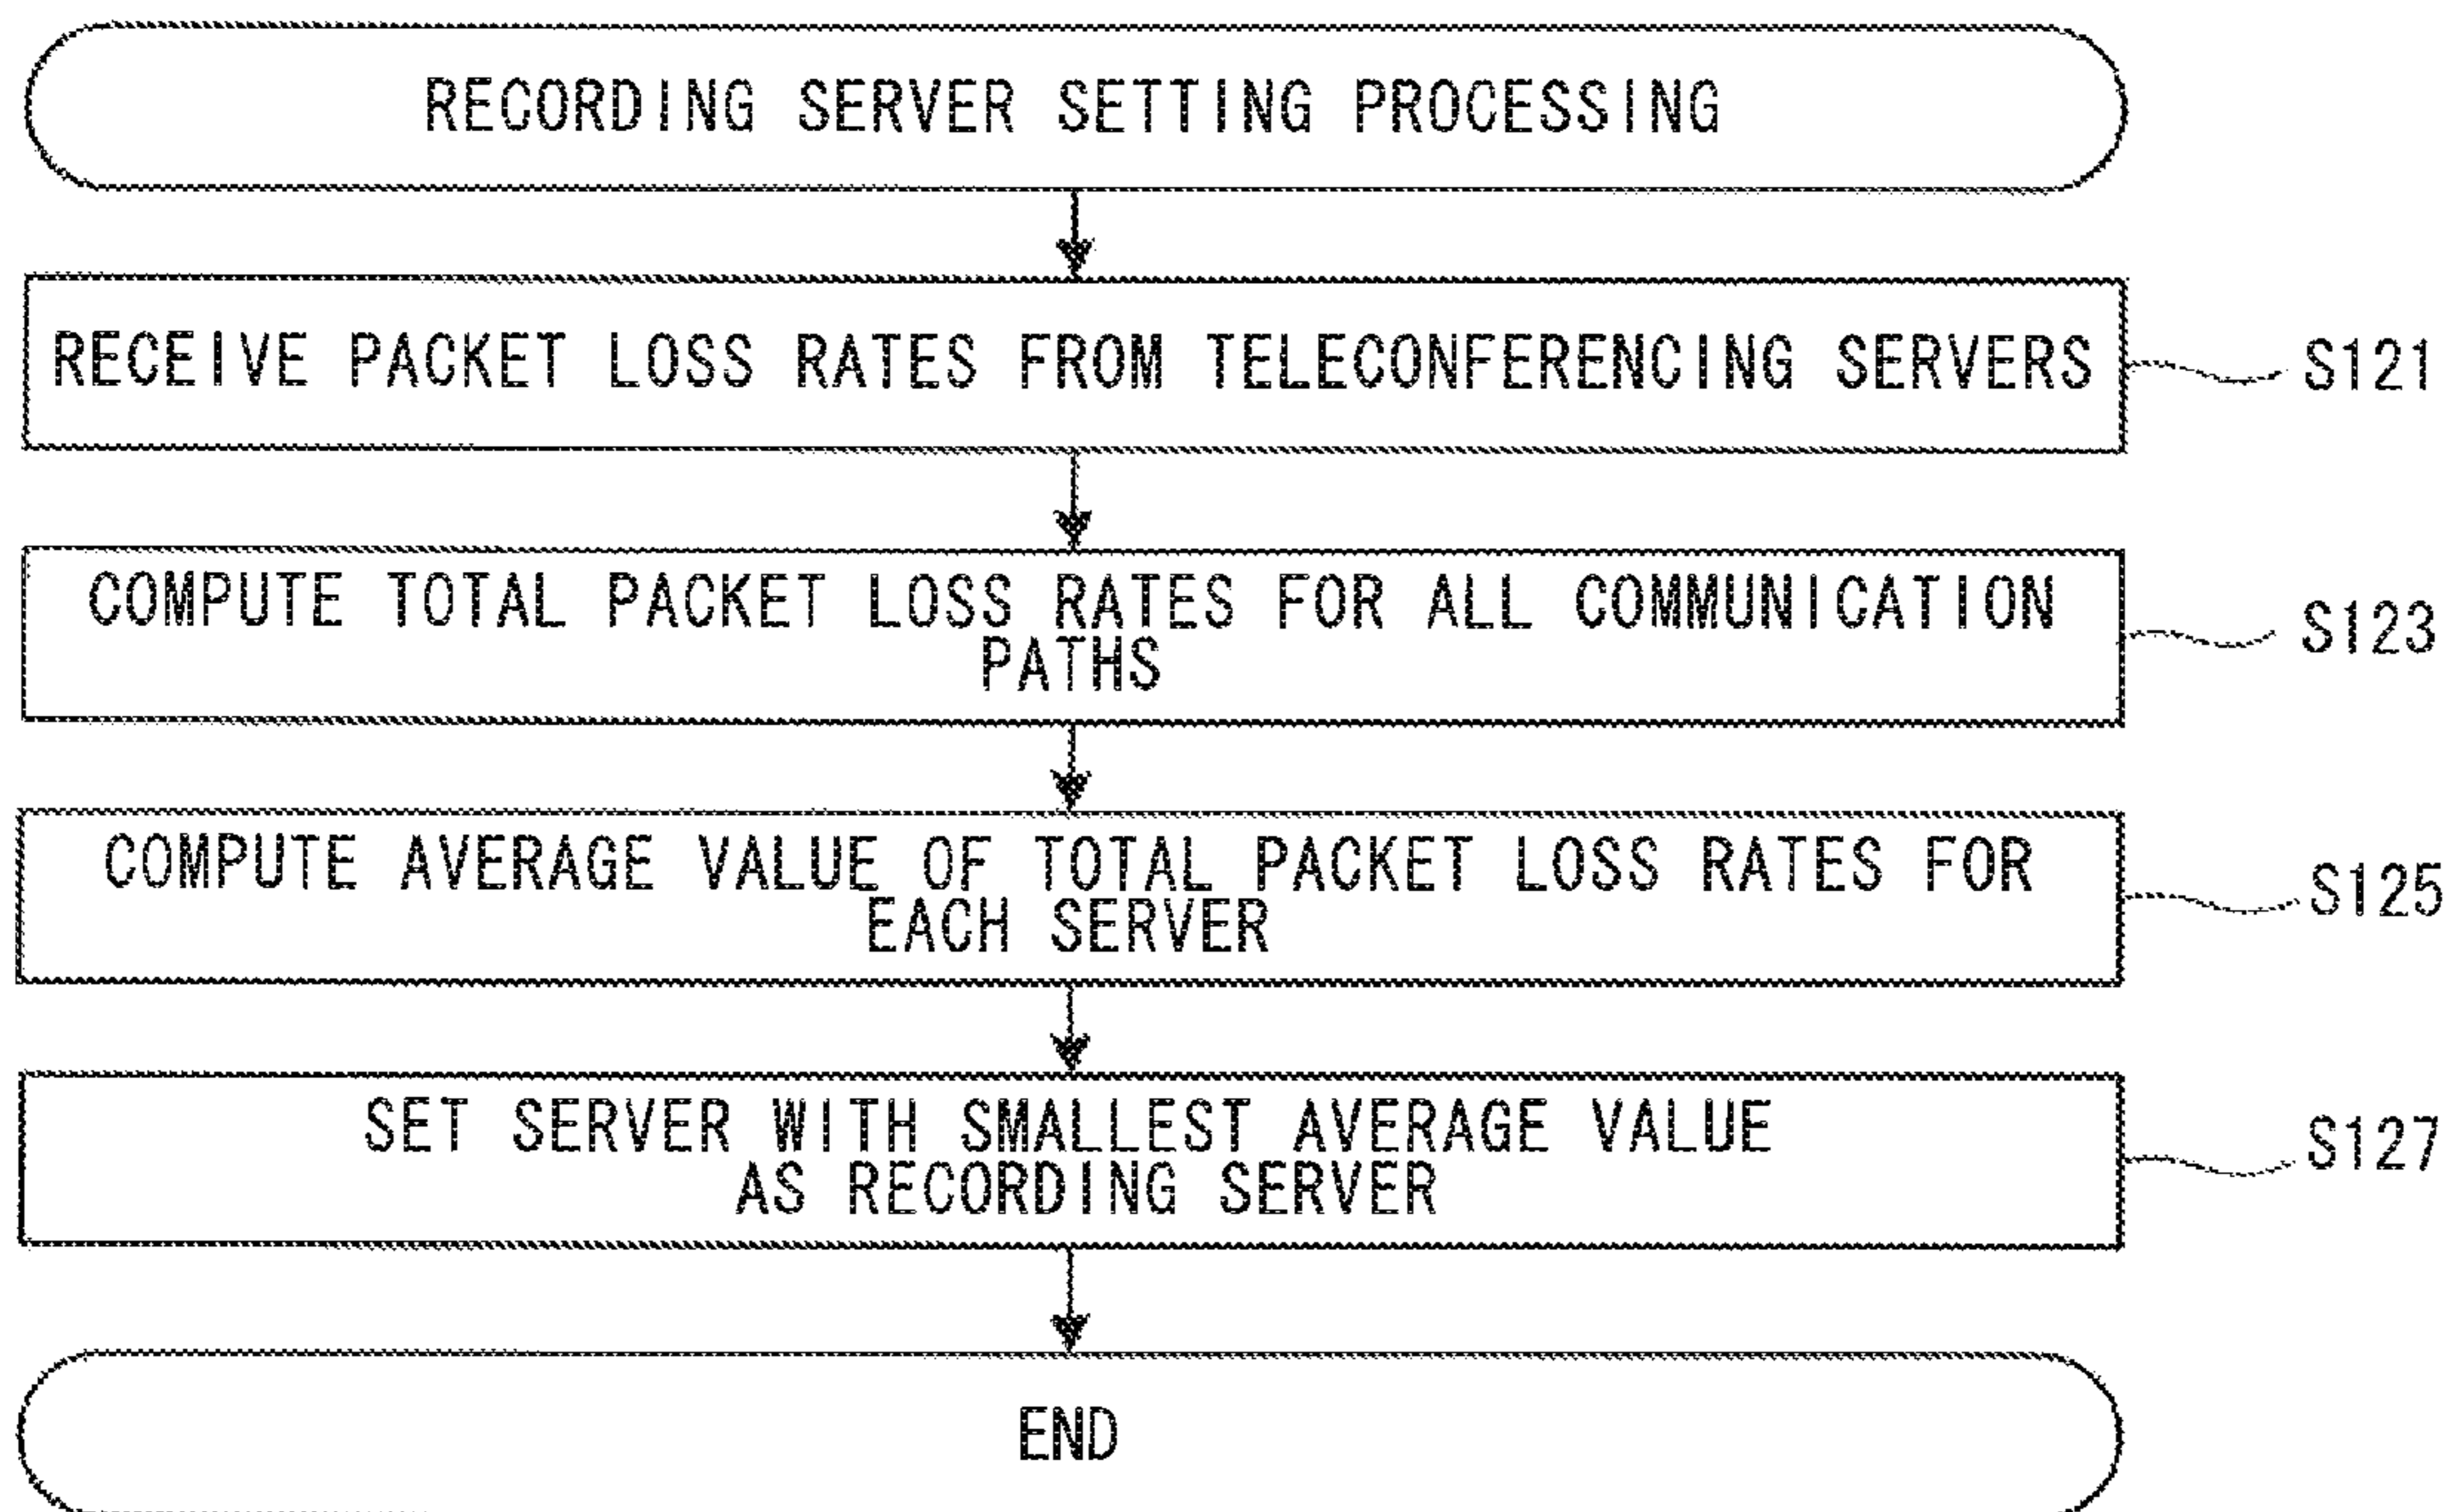 RECORDING SERVER SETTING PROCESSING
RECEIVE PACKET LOSS RATES FROM TELECONFERENCING SERVERS
S121
COMPUTE TOTAL PACKET LOSS RATES FOR ALL COMMUNICATION
PATHS
S123
COMPUTE AVERAGE VALUE OF TOTAL PACKET LOSS RATES FOR
EACH SERVER
S125
SET SERVER WITH SMALLEST AVERAGE VALUE
AS RECORDING SERVER
S127
END